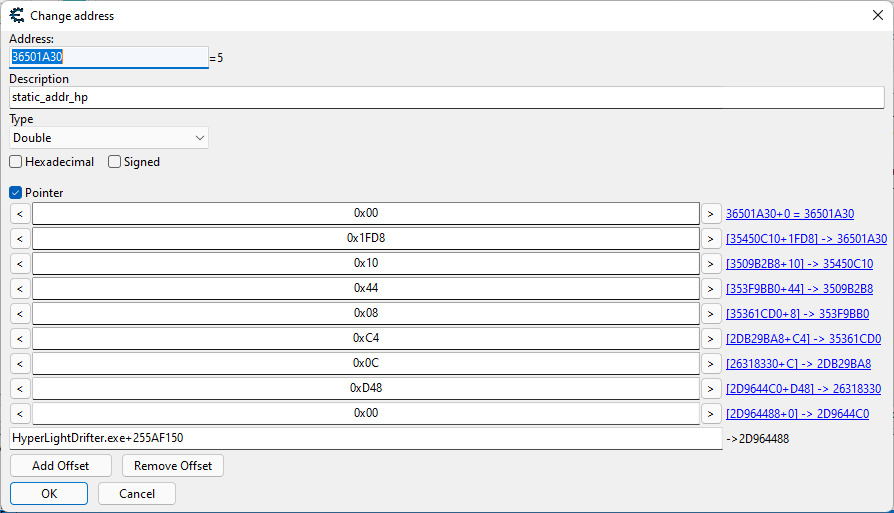 Change address
Address:
36501A30 =5
Description
static_addr_hp
Type
Double
Hexadecimal Signed
Pointer
< 0x00 > 36501A30+0 = 36501A30
< 0x1FD8 > [35450C10+1FD8] -> 36501A30
< 0x10 > [3509B2B8+10] -> 35450C10
< 0x44 > [353F9BB0+44] -> 3509B2B8
< 0x08 > [35361CD0+8] -> 353F9BB0
< 0xC4 > [2DB29BA8+C4] -> 35361CD0
< 0x0C > [26318330+C] -> 2DB29BA8
< 0xD48 > [2D9644C0+D48] -> 26318330
< 0x00 > [2D964488+0] -> 2D9644C0
HyperLightDrifter.exe+255AF150 ->2D964488
Add Offset Remove Offset
OK Cancel